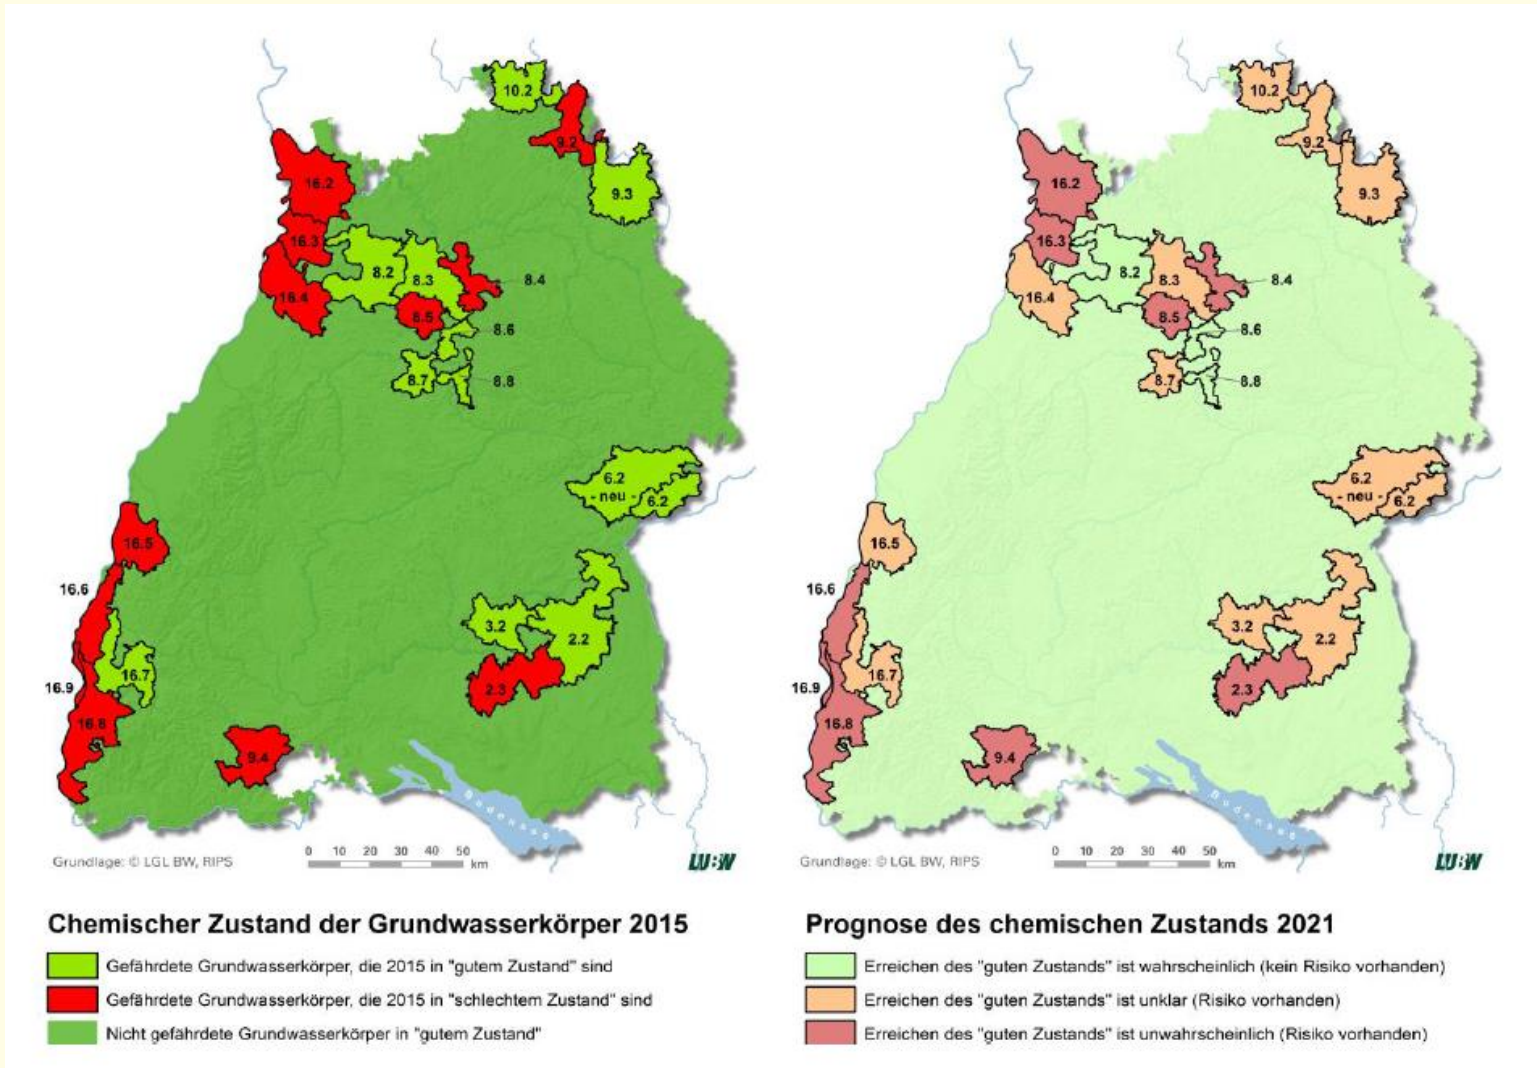 10.2
9.2
9.3
16.2
16.3
16.4
8.2
8.3
8.4
8.5
8.6
8.7
8.8
6.2
- neu -
6.2
16.5
16.6
3.2
2.2
16.7
16.9
2.3
16.8
9.4
Bodensee
Grundlage: © LGL BW, RIPS
0 10 20 30 40 50
km
LUBW
Chemischer Zustand der Grundwasserkörper 2015
Gefährdete Grundwasserkörper, die 2015 in "gutem Zustand" sind
Gefährdete Grundwasserkörper, die 2015 in "schlechtem Zustand" sind
Nicht gefährdete Grundwasserkörper in "gutem Zustand"
10.2
9.2
9.3
16.2
16.3
16.4
8.2
8.3
8.4
8.5
8.6
8.7
8.8
6.2
- neu -
6.2
16.5
16.6
3.2
2.2
16.7
16.9
2.3
16.8
9.4
Bodensee
Grundlage: © LGL BW, RIPS
0 10 20 30 40 50
km
LUBW
Prognose des chemischen Zustands 2021
Erreichen des "guten Zustands" ist wahrscheinlich (kein Risiko vorhanden)
Erreichen des "guten Zustands" ist unklar (Risiko vorhanden)
Erreichen des "guten Zustands" ist unwahrscheinlich (Risiko vorhanden)